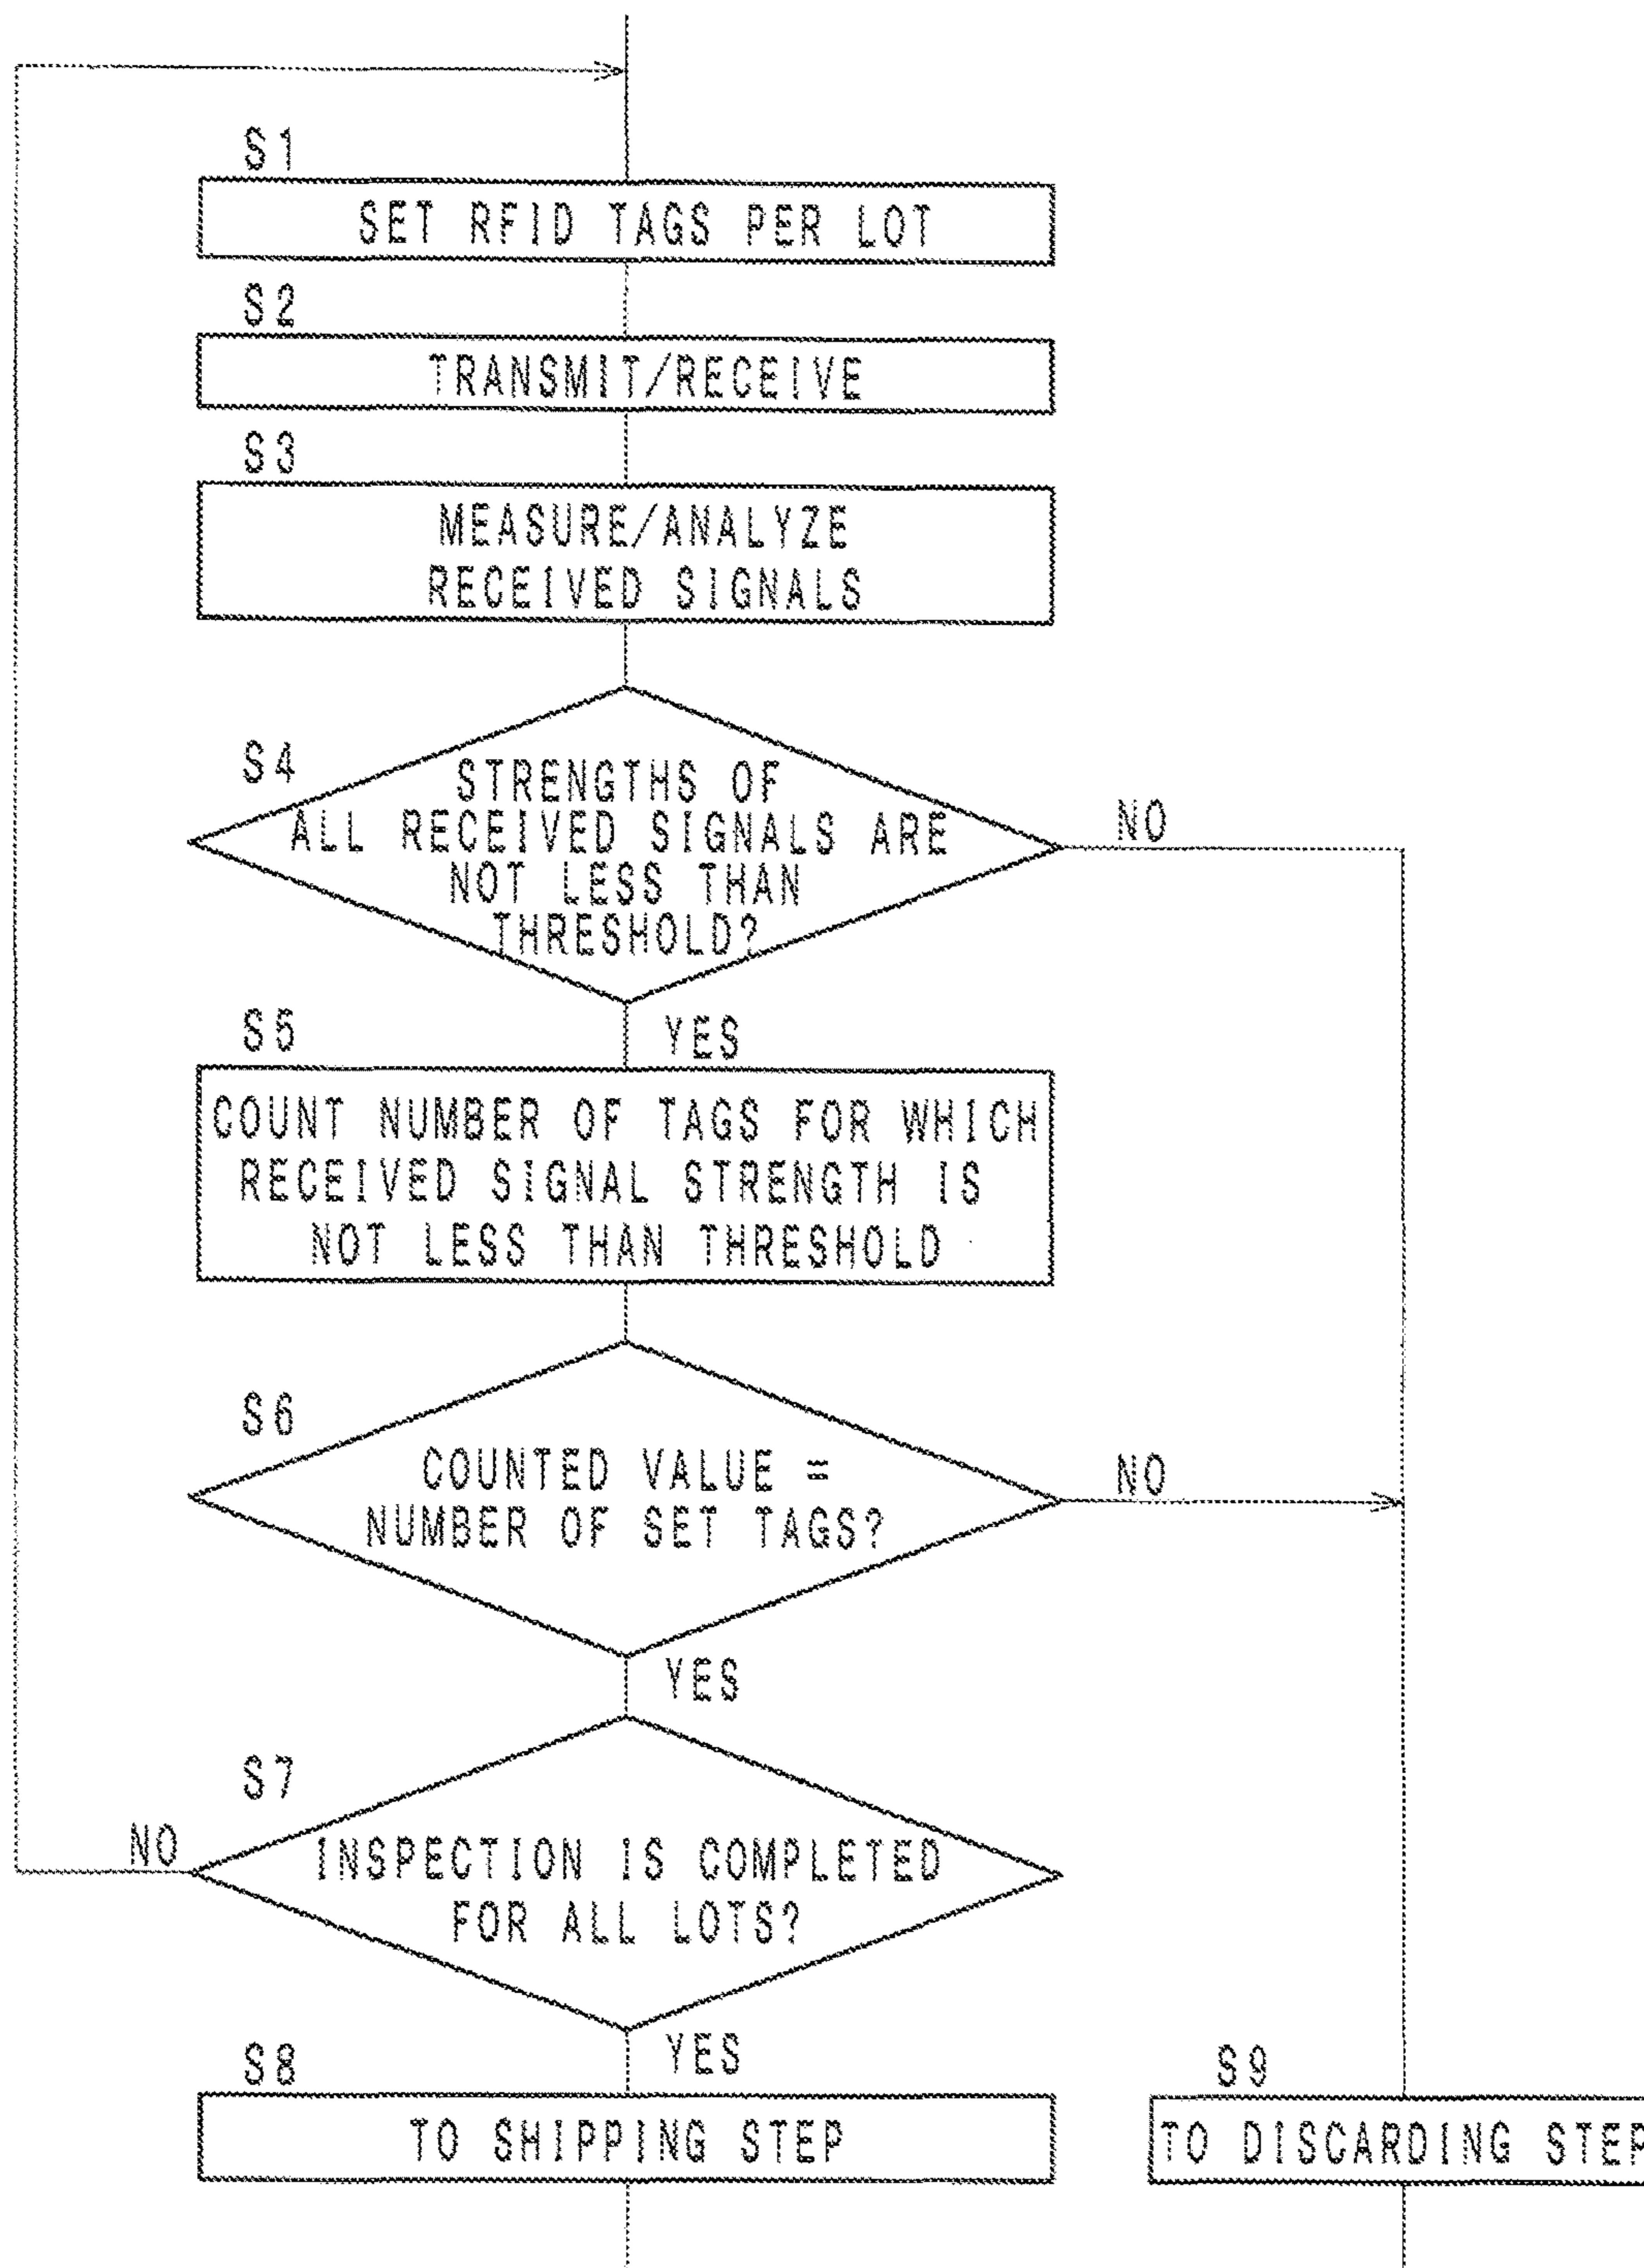 S1
SET RFID TAGS PER LOT
S2
TRANSMIT/RECEIVE
S3
MEASURE/ANALYZE
RECEIVED SIGNALS
S4
STRENGTHS OF
ALL RECEIVED SIGNALS ARE
NOT LESS THAN
THRESHOLD?
NO
YES
S5
COUNT NUMBER OF TAGS FOR WHICH
RECEIVED SIGNAL STRENGTH IS
NOT LESS THAN THRESHOLD
S6
COUNTED VALUE =
NUMBER OF SET TAGS?
NO
YES
S7
NO
INSPECTION IS COMPLETED
FOR ALL LOTS?
YES
S8
TO SHIPPING STEP
S9
TO DISCARDING STEP